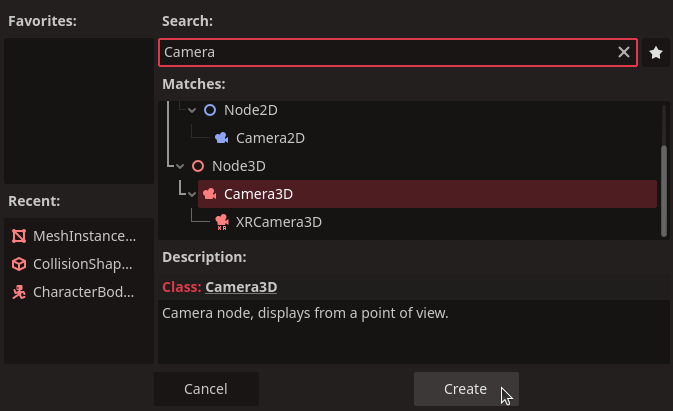 Favorites:
Search:
Camera
Matches:
Node2D
Camera2D
Node3D
Camera3D
XRCamera3D
Recent:
MeshInstance...
CollisionShap...
CharacterBod...
Description:
Class: Camera3D
Camera node, displays from a point of view.
Cancel
Create